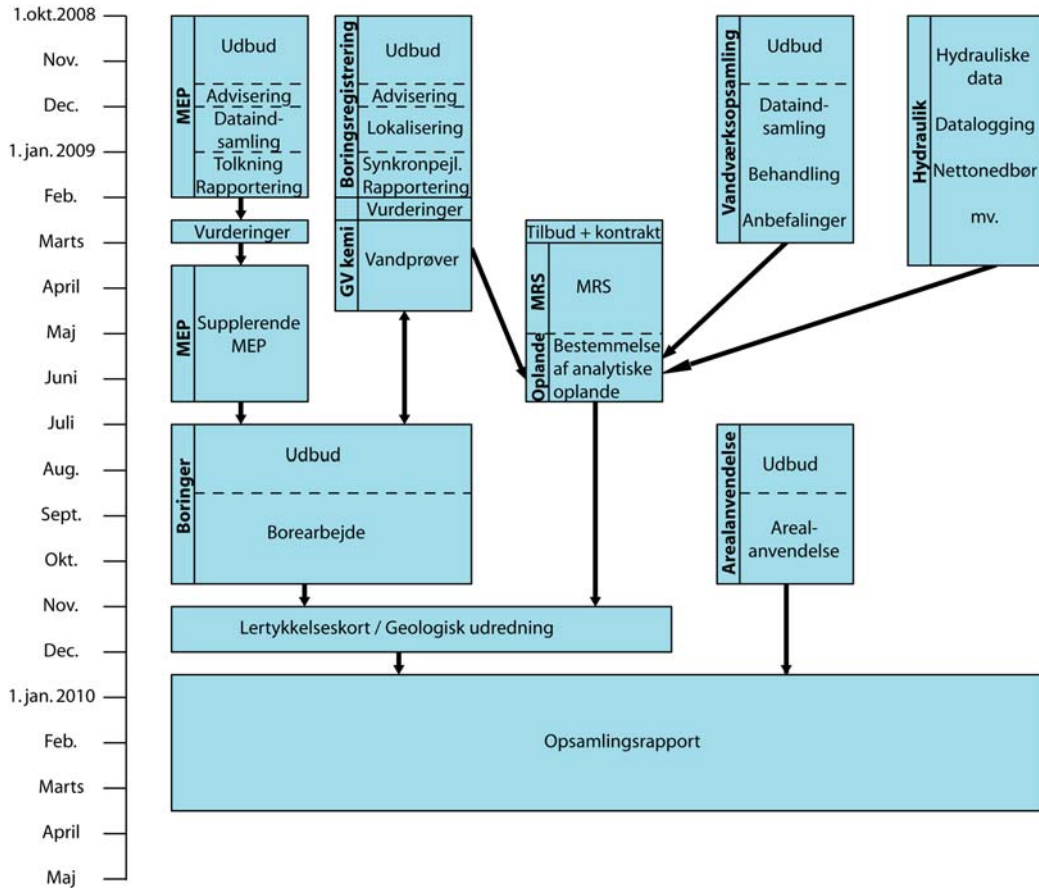 1.okt.2008
Nov.
Dec.
1. jan. 2009
Feb.
Marts
April
Maj
Juni
Juli
Aug.
Sept.
Okt.
Nov.
Dec.
1. jan. 2010
Feb.
Marts
April
Maj
MEP
Udbud
Advisering
Dataind-
samling
Tolkning
Rapportering
Vurderinger
MEP
Supplerende
MEP
Boringsregistrering
Udbud
Advisering
Lokalisering
Synkronpejl.
Rapportering
Vurderinger
GV kemi
Vandprøver
Boringer
Udbud
Borearbejde
Tilbud + kontrakt
MRS
MRS
Oplande
Bestemmelse
af analytiske
oplande
Vandværksopsamling
Udbud
Dataind-
samling
Behandling
Anbefalinger
Hydraulik
Hydrauliske
data
Datalogging
Nettonedbør
mv.
Arealanvendelse
Udbud
Areal-
anvendelse
Lertykkelseskort / Geologisk udredning
Opsamlingsrapport